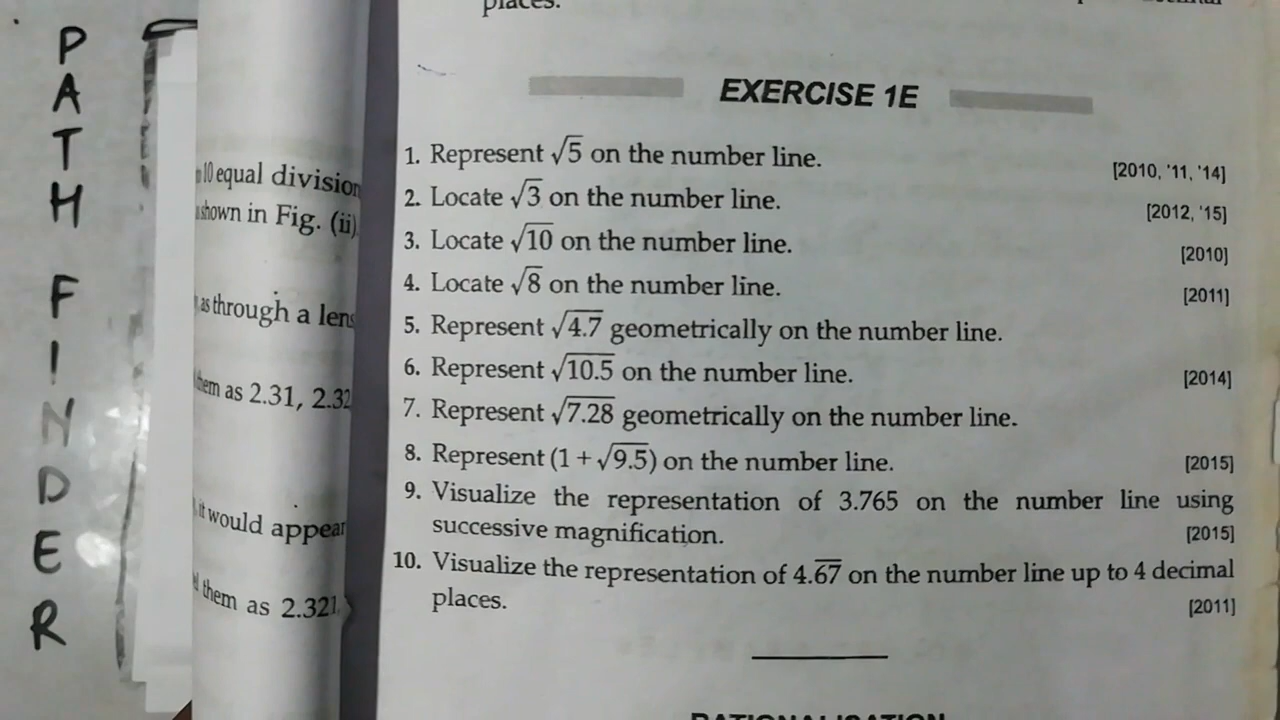 PATH FINDER
places.
EXERCISE 1E
1. Represent √5 on the number line. [2010, '11, '14]
2. Locate √3 on the number line. [2012, '15]
3. Locate √10 on the number line. [2010]
4. Locate √8 on the number line. [2011]
5. Represent √4.7 geometrically on the number line.
6. Represent √10.5 on the number line. [2014]
7. Represent √7.28 geometrically on the number line.
8. Represent (1 + √9.5) on the number line. [2015]
9. Visualize the representation of 3.765 on the number line using
successive magnification. [2015]
10. Visualize the representation of 4.6̅7̅ on the number line up to 4 decimal
places. [2011]
RATIONALISATION
10 equal division
shown in Fig. (ii)
as through a lens
them as 2.31, 2.32
it would appear
them as 2.321